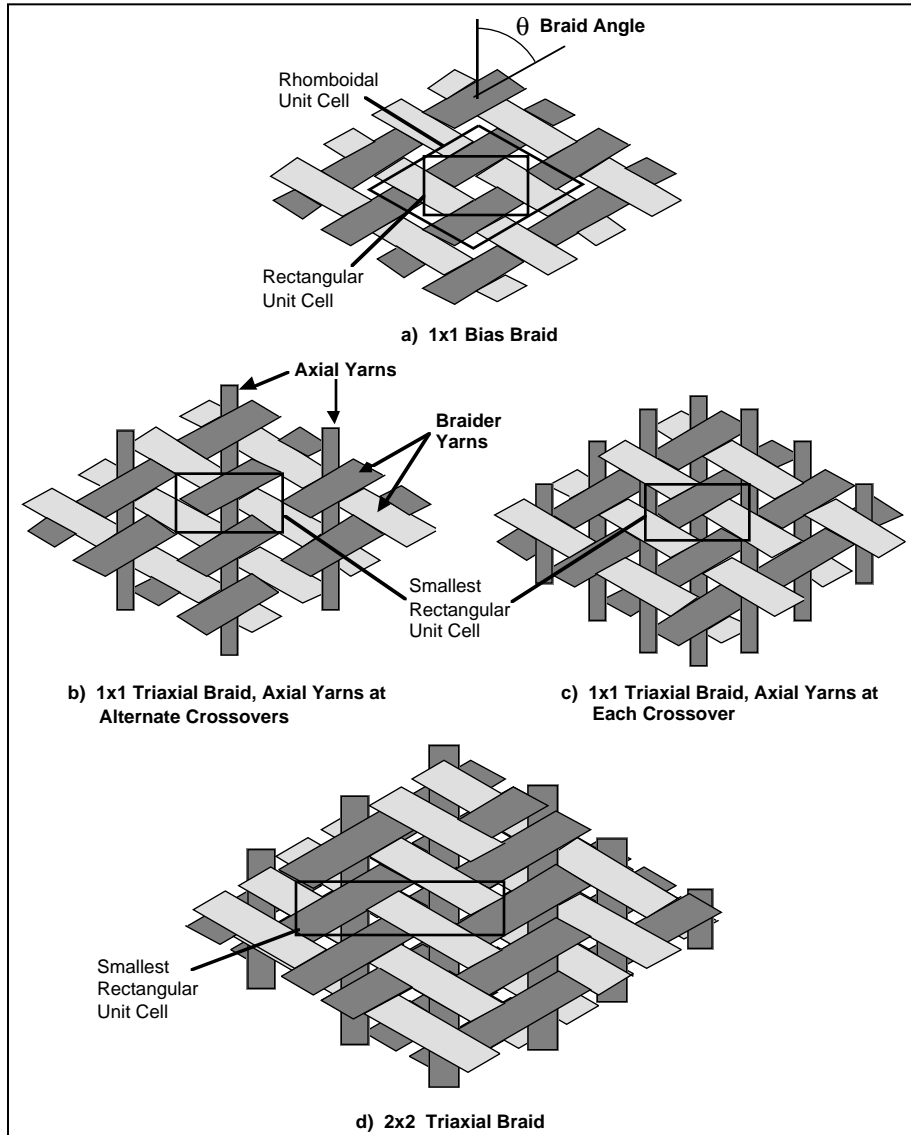 θ Braid Angle
Rhomboidal
Unit Cell
Rectangular
Unit Cell
a) 1x1 Bias Braid
Axial Yarns
Braider
Yarns
Smallest
Rectangular
Unit Cell
b) 1x1 Triaxial Braid, Axial Yarns at
Alternate Crossovers
c) 1x1 Triaxial Braid, Axial Yarns at
Each Crossover
Smallest
Rectangular
Unit Cell
d) 2x2 Triaxial Braid